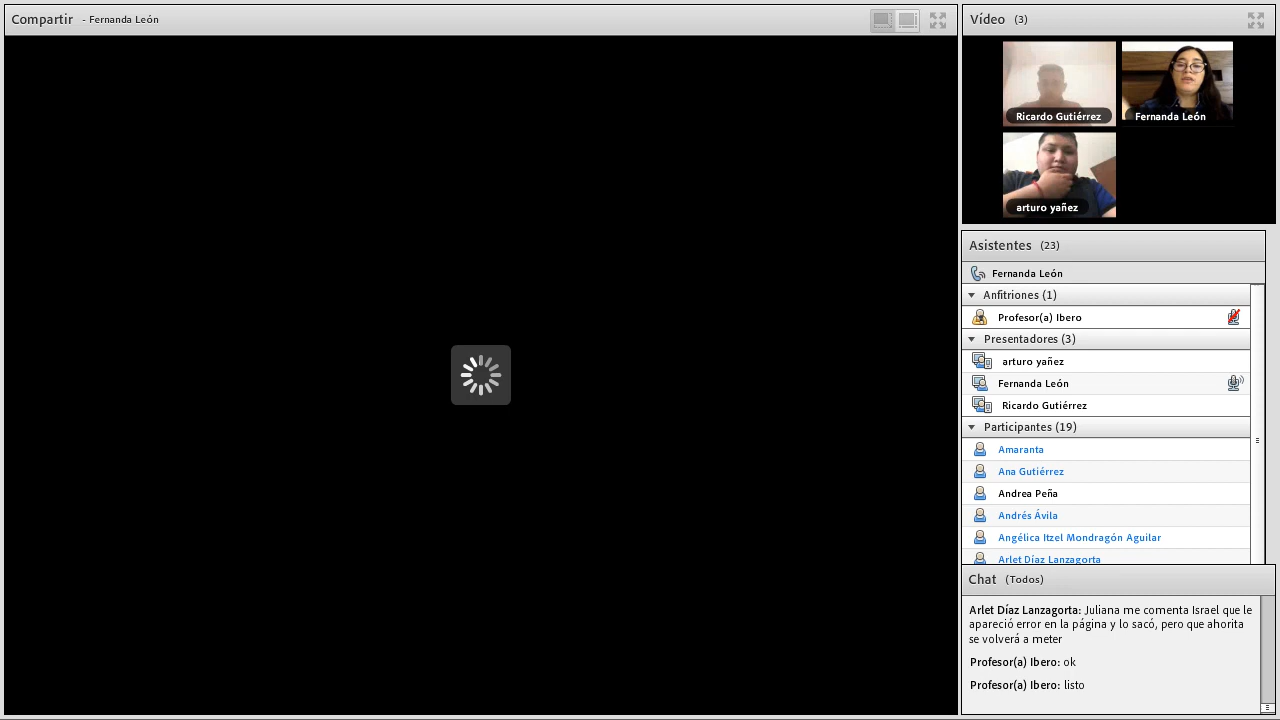 Compartir - Fernanda León
Vídeo (3)
Ricardo Gutiérrez
Fernanda León
arturo yañez
Asistentes (23)
Fernanda León
Anfitriones (1)
Profesor(a) Ibero
Presentadores (3)
arturo yañez
Fernanda León
Ricardo Gutiérrez
Participantes (19)
Amaranta
Ana Gutiérrez
Andrea Peña
Andrés Ávila
Angélica Itzel Mondragón Aguilar
Arlet Díaz Lanzagorta
Chat (Todos)
Arlet Díaz Lanzagorta: Juliana me comenta Israel que le
apareció error en la página y lo sacó, pero que ahorita
se volverá a meter
Profesor(a) Ibero: ok
Profesor(a) Ibero: listo